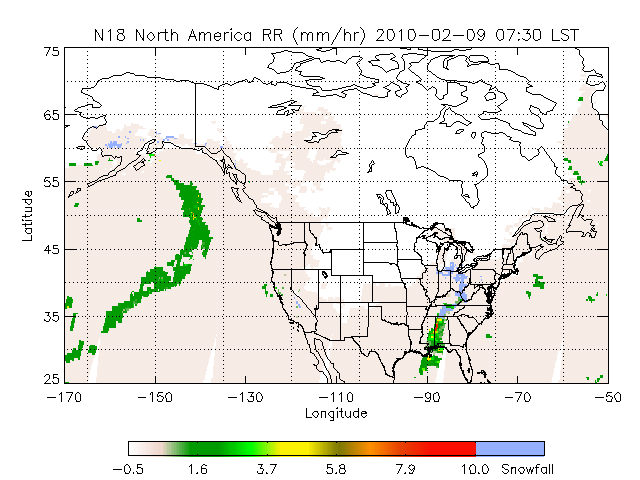 N18 North America RR (mm/hr) 2010-02-09 07:30 LST
75
65
55
45
35
25
Latitude
-170 -150 -130 -110 -90 -70 -50
Longitude
-0.5 1.6 3.7 5.8 7.9 10.0 Snowfall